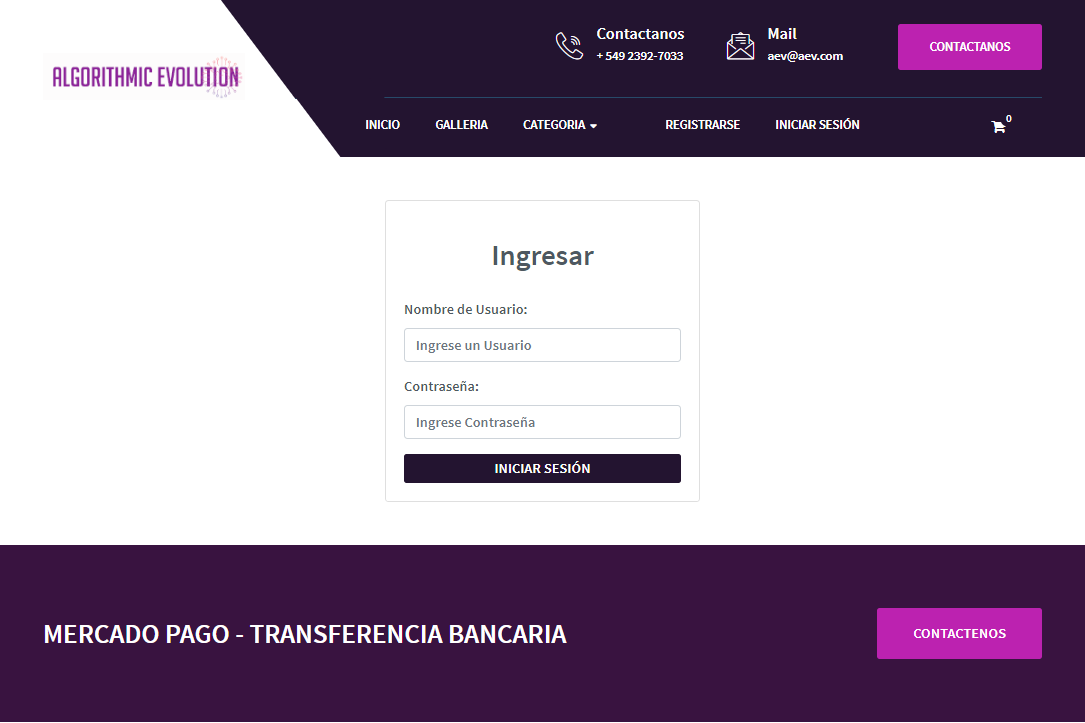 ALGORITHMIC EVOLUTION
Contactanos
+ 549 2392-7033
Mail
aev@aev.com
CONTACTANOS
INICIO GALLERIA CATEGORIA REGISTRARSE INICIAR SESIÓN 0
Ingresar
Nombre de Usuario:
Ingrese un Usuario
Contraseña:
Ingrese Contraseña
INICIAR SESIÓN
MERCADO PAGO - TRANSFERENCIA BANCARIA
CONTACTENOS